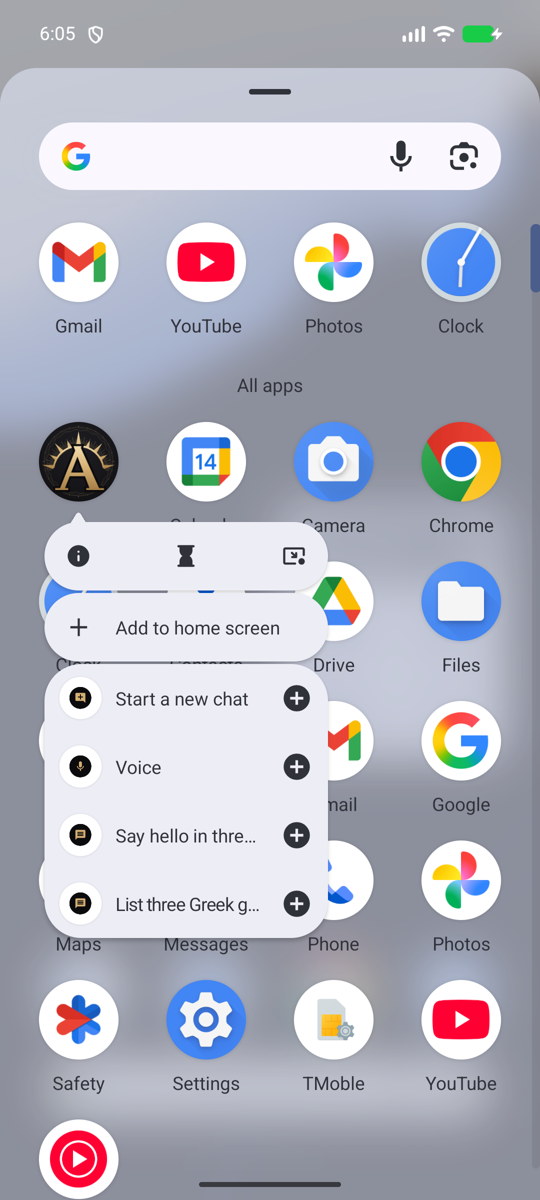 6:05
Gmail
YouTube
Photos
Clock
All apps
14
Camera
Chrome
Add to home screen
Drive
Files
Start a new chat
Voice
Say hello in thre...
List three Greek g...
Google
Maps
Messages
Phone
Photos
Safety
Settings
TMoble
YouTube